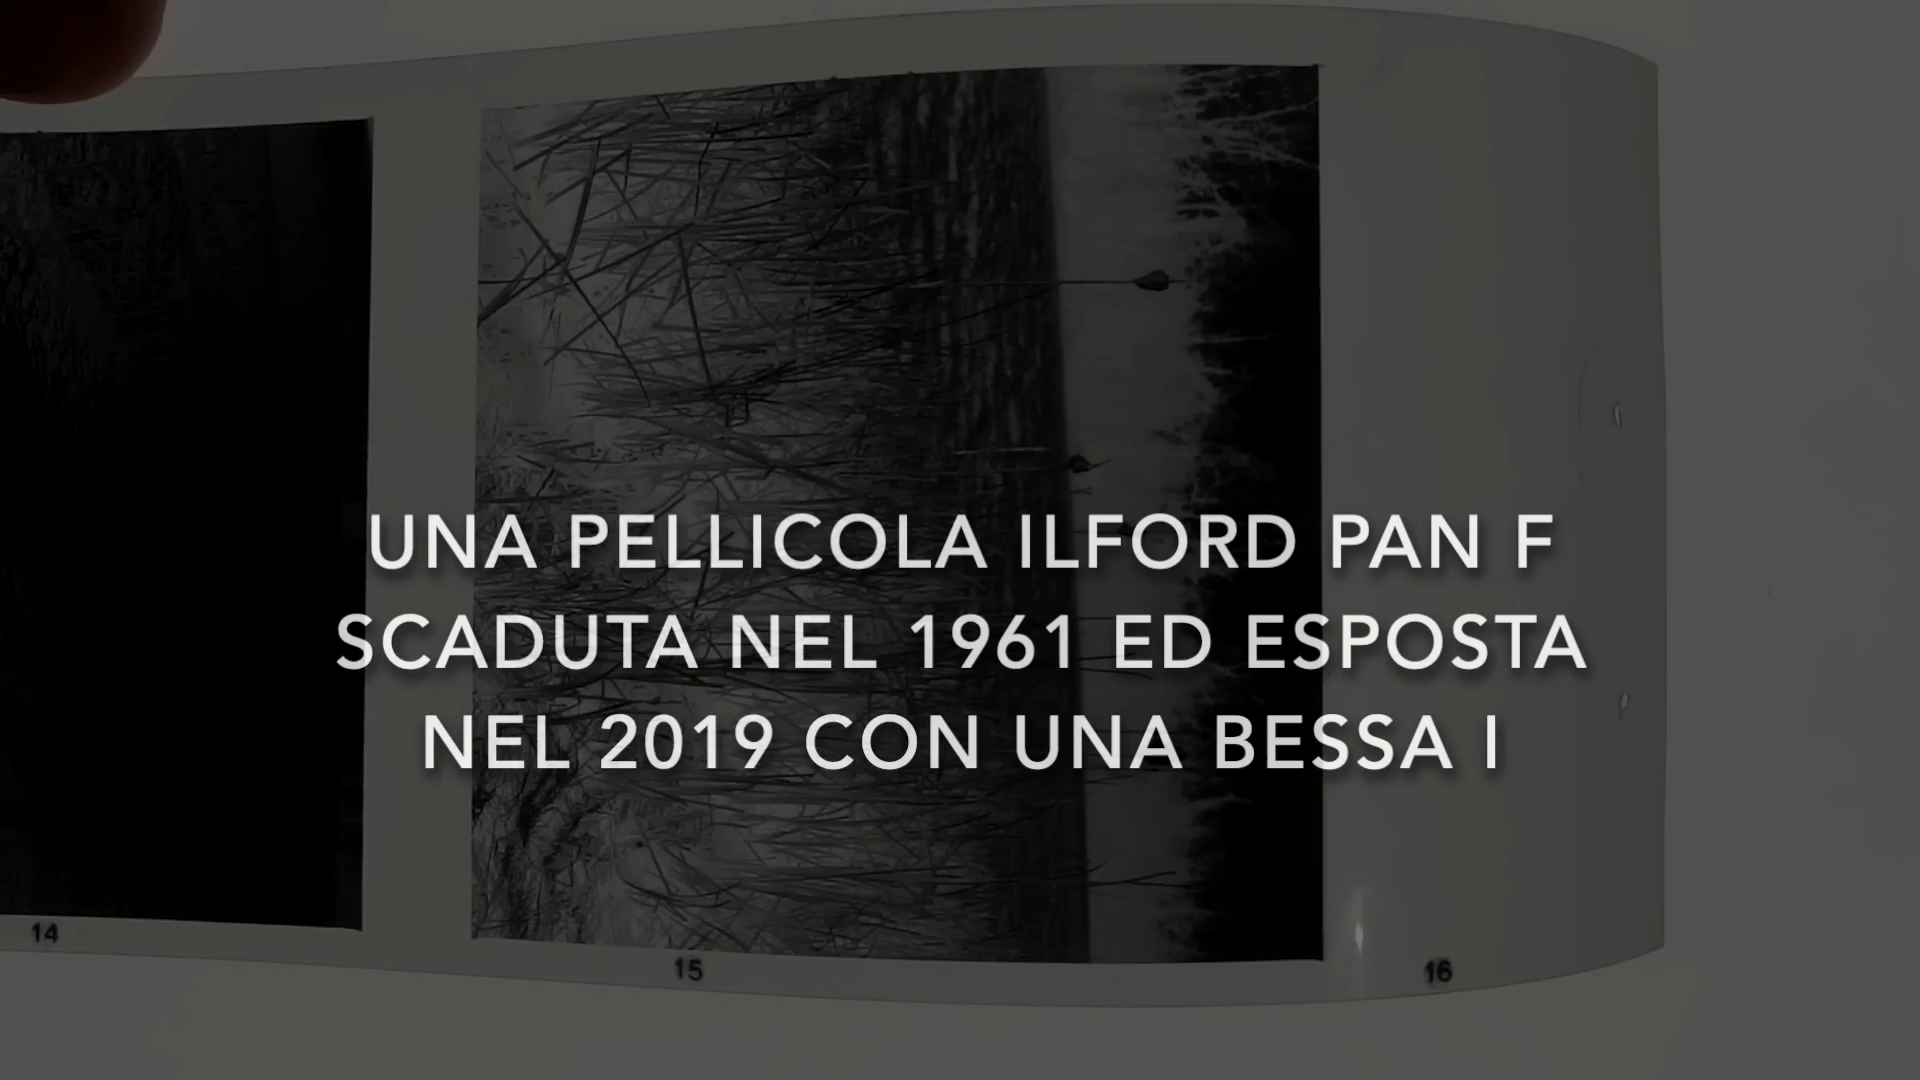 UNA PELLICOLA ILFORD PAN F
SCADUTA NEL 1961 ED ESPOSTA
NEL 2019 CON UNA BESSA I
14
15
16